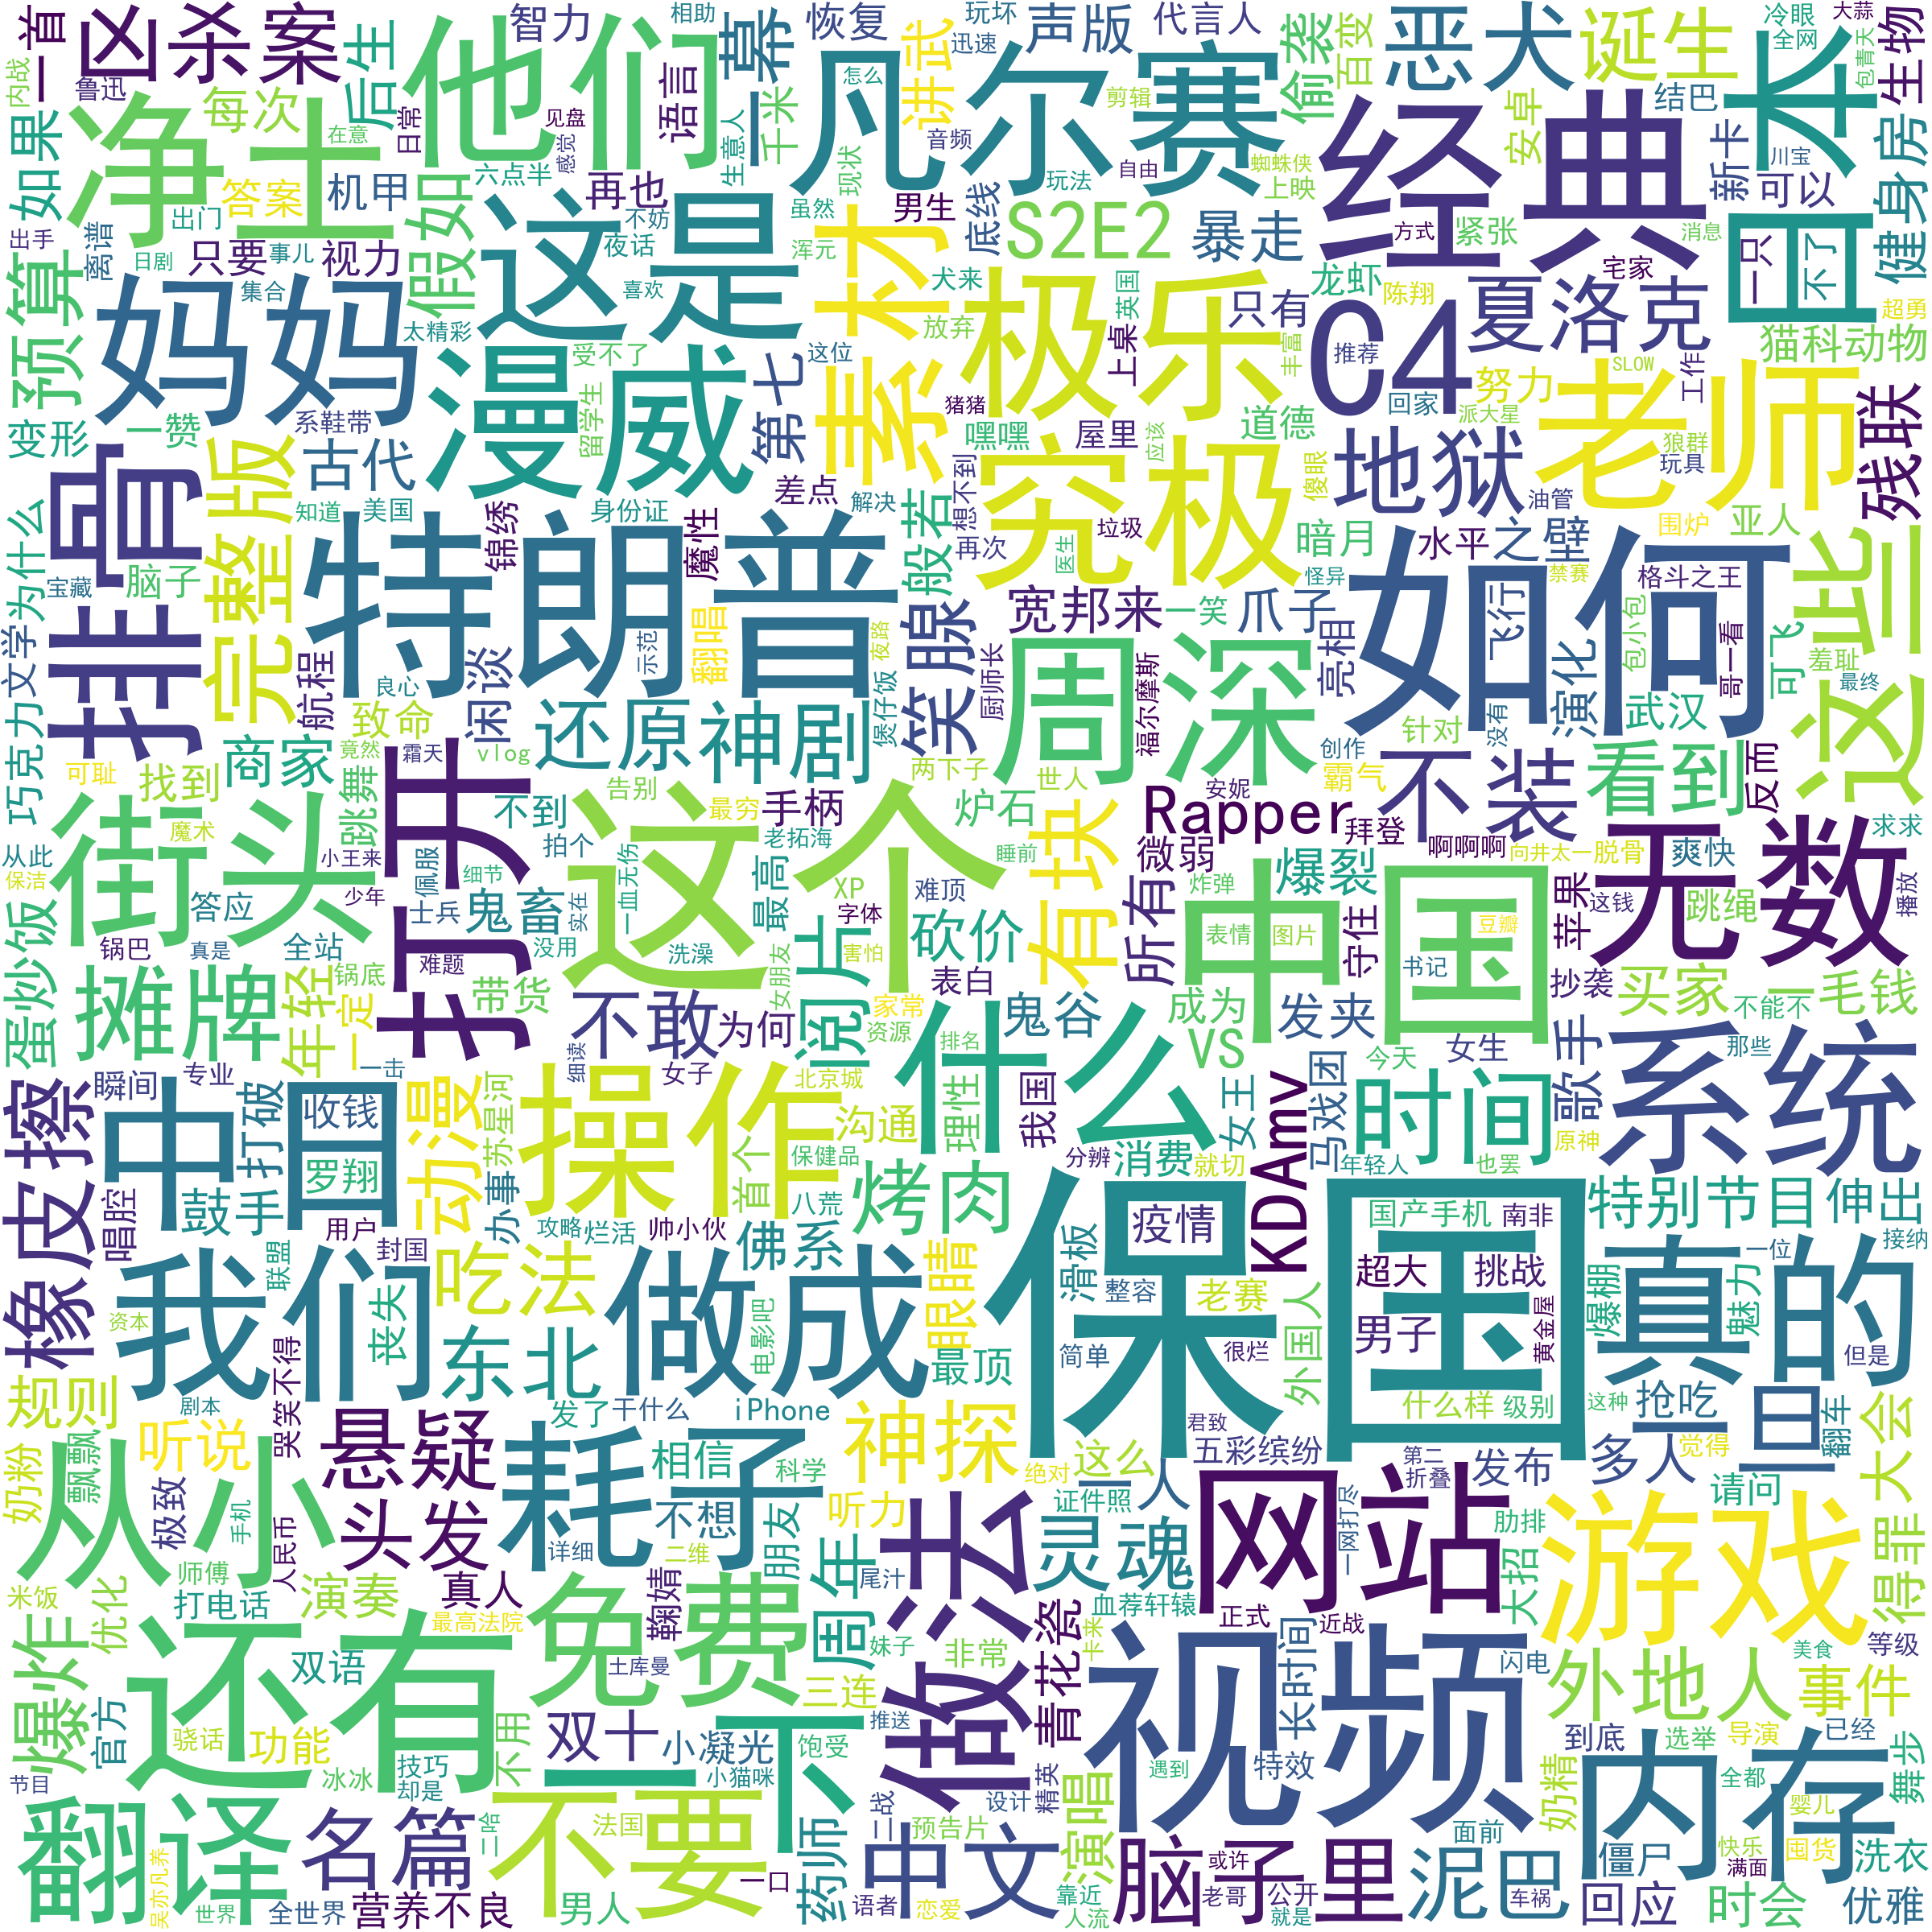 一首
凶杀案
鲁迅
内战
如果
净土
每次
后生
他们
智力
相助
一幕
恢复
玩坏
迅速
怎么
声版
代言人
讲武
偷袭
百变
恶犬
诞生
冷眼
全网
大蒜
包青天
生物
日本
凡尔赛
语言
千米
生意人
音频
剪辑
自由
蜘蛛侠
上映
结巴
安卓
新卡
可以
川宝
健身房
经典
答案
机甲
日常
在意
见盘
感觉
六点半
再也
现状
玩法
男生
虽然
底线
S2E2
暴走
紧张
方式
消息
一只
不了
出手
出门
离谱
日剧
事儿
只要
视力
假如
这是
不妨
夜话
浑元
喜欢
素材
犬来
英国
龙虾
陈翔
宅家
超勇
预算
妈妈
集合
太精彩
漫威
受不了
这位
放弃
极乐
只有
C4
推荐
夏洛克
SLOW
工作
猫科动物
变形
一赞
系鞋带
留学生
第七
猪猪
上桌
丰富
回家
派大星
努力
老师
残联
完整版
古代
嘿嘿
屋里
道德
应该
地狱
狼群
玩具
排骨
知道
美国
身份证
差点
解决
想不到
究极
傻眼
油管
为什么
宝藏
脑子
锦绣
魔性
般若
再次
垃圾
医生
暗月
水平
之壁
围炉
亚人
这些
巧克力文学
航程
特朗普
示范
翻唱
夜路
笑腺
宽邦来
一笑
爪子
怪异
禁赛
格斗之王
如何
飞行
包小包
哥一看
可飞
羞耻
最终
良心
闲谈
还原
神剧
煲仔饭
厨师长
周深
福尔摩斯
亮相
演化
武汉
致命
竟然
霜天
vlog
两下子
世人
创作
针对
没有
商家
可耻
找到
跳舞
告别
最穷
手柄
炉石
安妮
霸气
不装
看到
反而
街头
魔术
从此
保洁
小王来
不到
拍个
老拓海
睡前
有块
Rapper
拜登
啊啊啊
向井太一
脱骨
爽快
求求
打开
少年
细节
一血无伤
这个
最高
XP
难顶
微弱
爆裂
炸弹
苹果
这钱
无数
播放
蛋炒饭
答应
佩服
士兵
鬼畜
实在
字体
砍价
所有
中国
守住
表情
图片
豆瓣
跳绳
锅巴
真是
全站
难题
没用
洗澡
女朋友
害怕
阅片
表白
书记
抄袭
买家
一毛钱
摊牌
年轻
锅底
一定
带货
不敢
为何
家常
资源
什么
鬼谷
成为
VS
发夹
不能不
橡皮擦
瞬间
专业
一击
动漫
细读
女子
北京城
排名
我国
今天
女生
歌手
那些
系统
中日
打破
收钱
操作
沟通
理性
女王
KDAmv
马戏团
时间
原神
罗翔
苏星河
首个
保健品
消费
分辨
就切
年轻人
也罢
唱腔
鼓手
办事
八荒
烤肉
特别节目
伸出
用户
封国
攻略
烂活
帅小伙
佛系
眼睛
滑板
疫情
保国
国产手机
南非
一位
接纳
联盟
我们
吃法
做成
整容
老赛
超大
挑战
爆棚
魅力
真的
资本
丧失
东北
电影吧
最顶
简单
很烂
外国人
男子
黄金屋
但是
规则
剧本
哭笑不得
发了
干什么
iPhone
神探
君致
什么样
级别
这种
抢吃
一旦
翻车
奶粉
听说
悬疑
相信
科学
绝对
这么
五彩缤纷
第二
折叠
发布
多人
觉得
大会
飘飘
从小
极致
手机
头发
耗子
不想
听力
证件照
一人
网站
一网打尽
肋排
请问
人民币
详细
二维
朋友
尾汁
做法
灵魂
大招
游戏
得罪
米饭
师傅
优化
打电话
演奏
真人
最高法院
免费
鞠婧
周年
血荐轩辕
正式
近战
美食
等级
爆炸
还有
双语
土库曼
妹子
非常
青花瓷
卡来
长时间
闪电
外地人
事件
官方
骁话
功能
不用
双十一
三连
小凝光
推送
视频
到底
选举
导演
已经
节目
冰冰
技巧
却是
小猫咪
饱受
下
遇到
特效
奶精
全都
舞步
翻译
名篇
二哈
不要
法国
药师
二战
设计
精英
预告片
演唱
面前
内存
婴儿
吴亦凡养
世界
全世界
营养不良
男人
一口
中文
语者
恋爱
靠近
人流
脑子里
或许
老哥
公开
就是
车祸
泥巴
僵尸
回应
快乐
满面
囤货
时会
洗衣
优雅